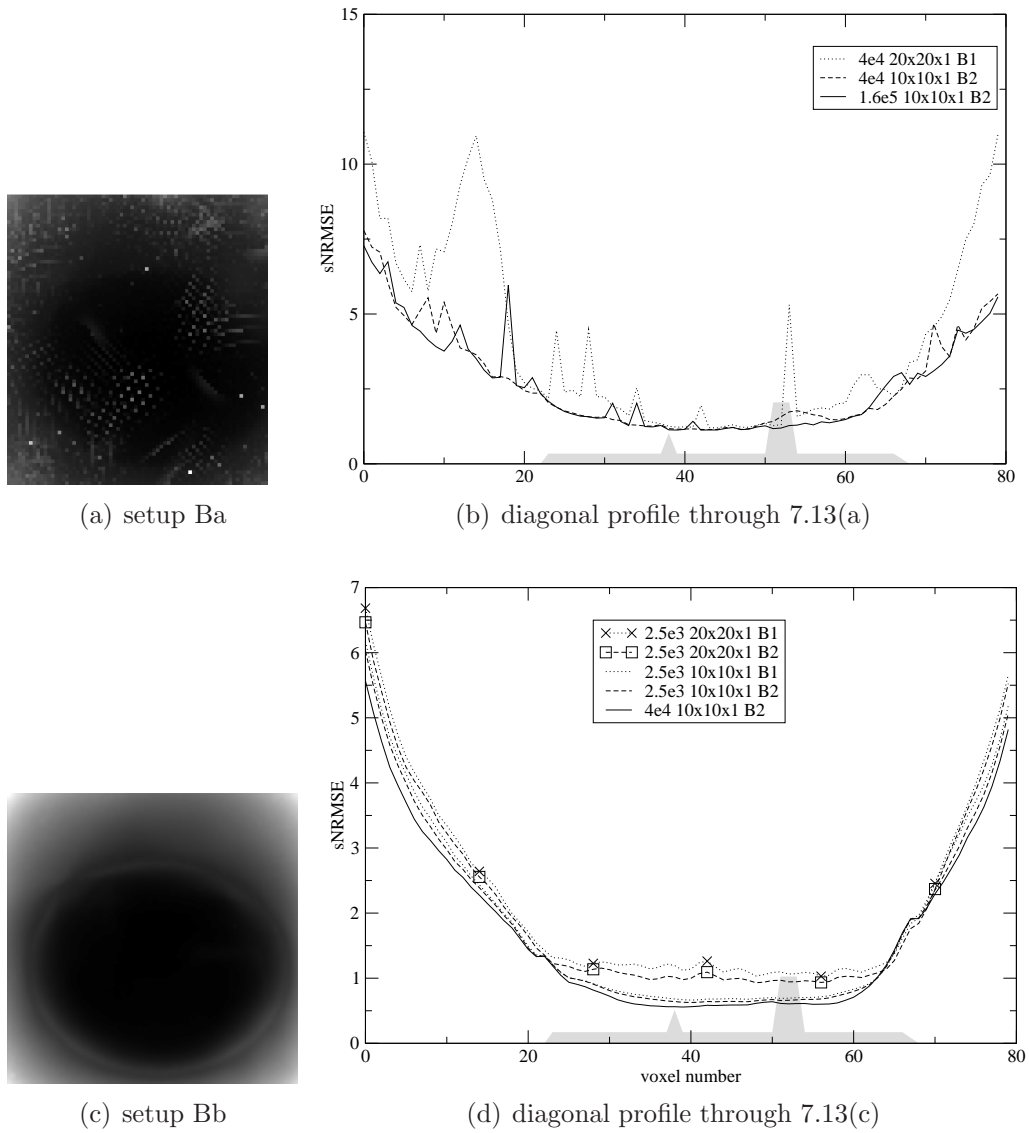 15
10
5
0
sNRMSE
4e4 20x20x1 B1
4e4 10x10x1 B2
1.6e5 10x10x1 B2
0 20 40 60 80
(a) setup Ba
(b) diagonal profile through 7.13(a)
7
6
5
4
3
2
1
0
sNRMSE
2.5e3 20x20x1 B1
2.5e3 20x20x1 B2
2.5e3 10x10x1 B1
2.5e3 10x10x1 B2
4e4 10x10x1 B2
0 20 40 60 80
voxel number
(c) setup Bb
(d) diagonal profile through 7.13(c)